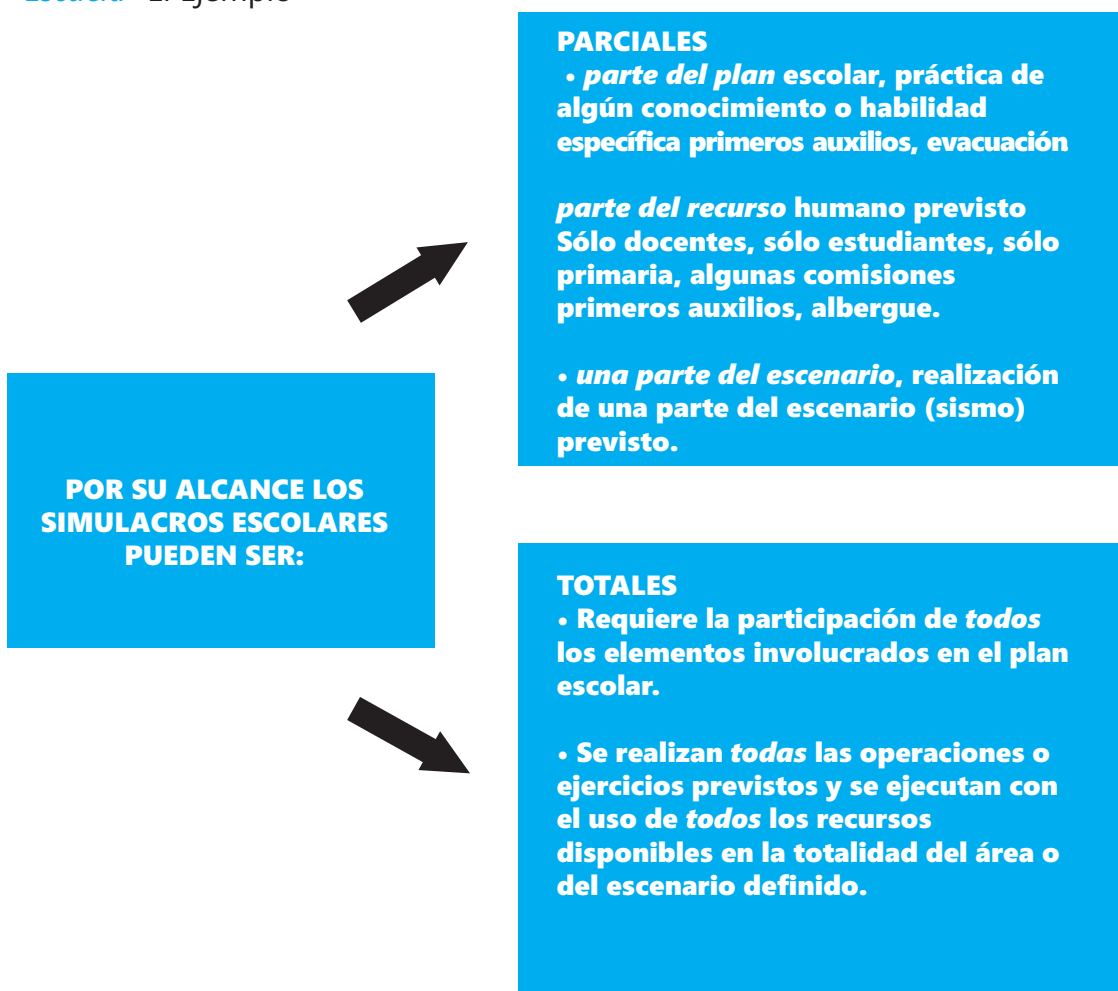 PARCIALES
• parte del plan escolar, práctica de
algún conocimiento o habilidad
específica primeros auxilios, evacuación
parte del recurso humano previsto
Sólo docentes, sólo estudiantes, sólo
primaria, algunas comisiones
primeros auxilios, albergue.
• una parte del escenario, realización
de una parte del escenario (sismo)
previsto.
POR SU ALCANCE LOS
SIMULACROS ESCOLARES
PUEDEN SER:
TOTALES
• Requiere la participación de todos
los elementos involucrados en el plan
escolar.
• Se realizan todas las operaciones o
ejercicios previstos y se ejecutan con
el uso de todos los recursos
disponibles en la totalidad del área o
del escenario definido.